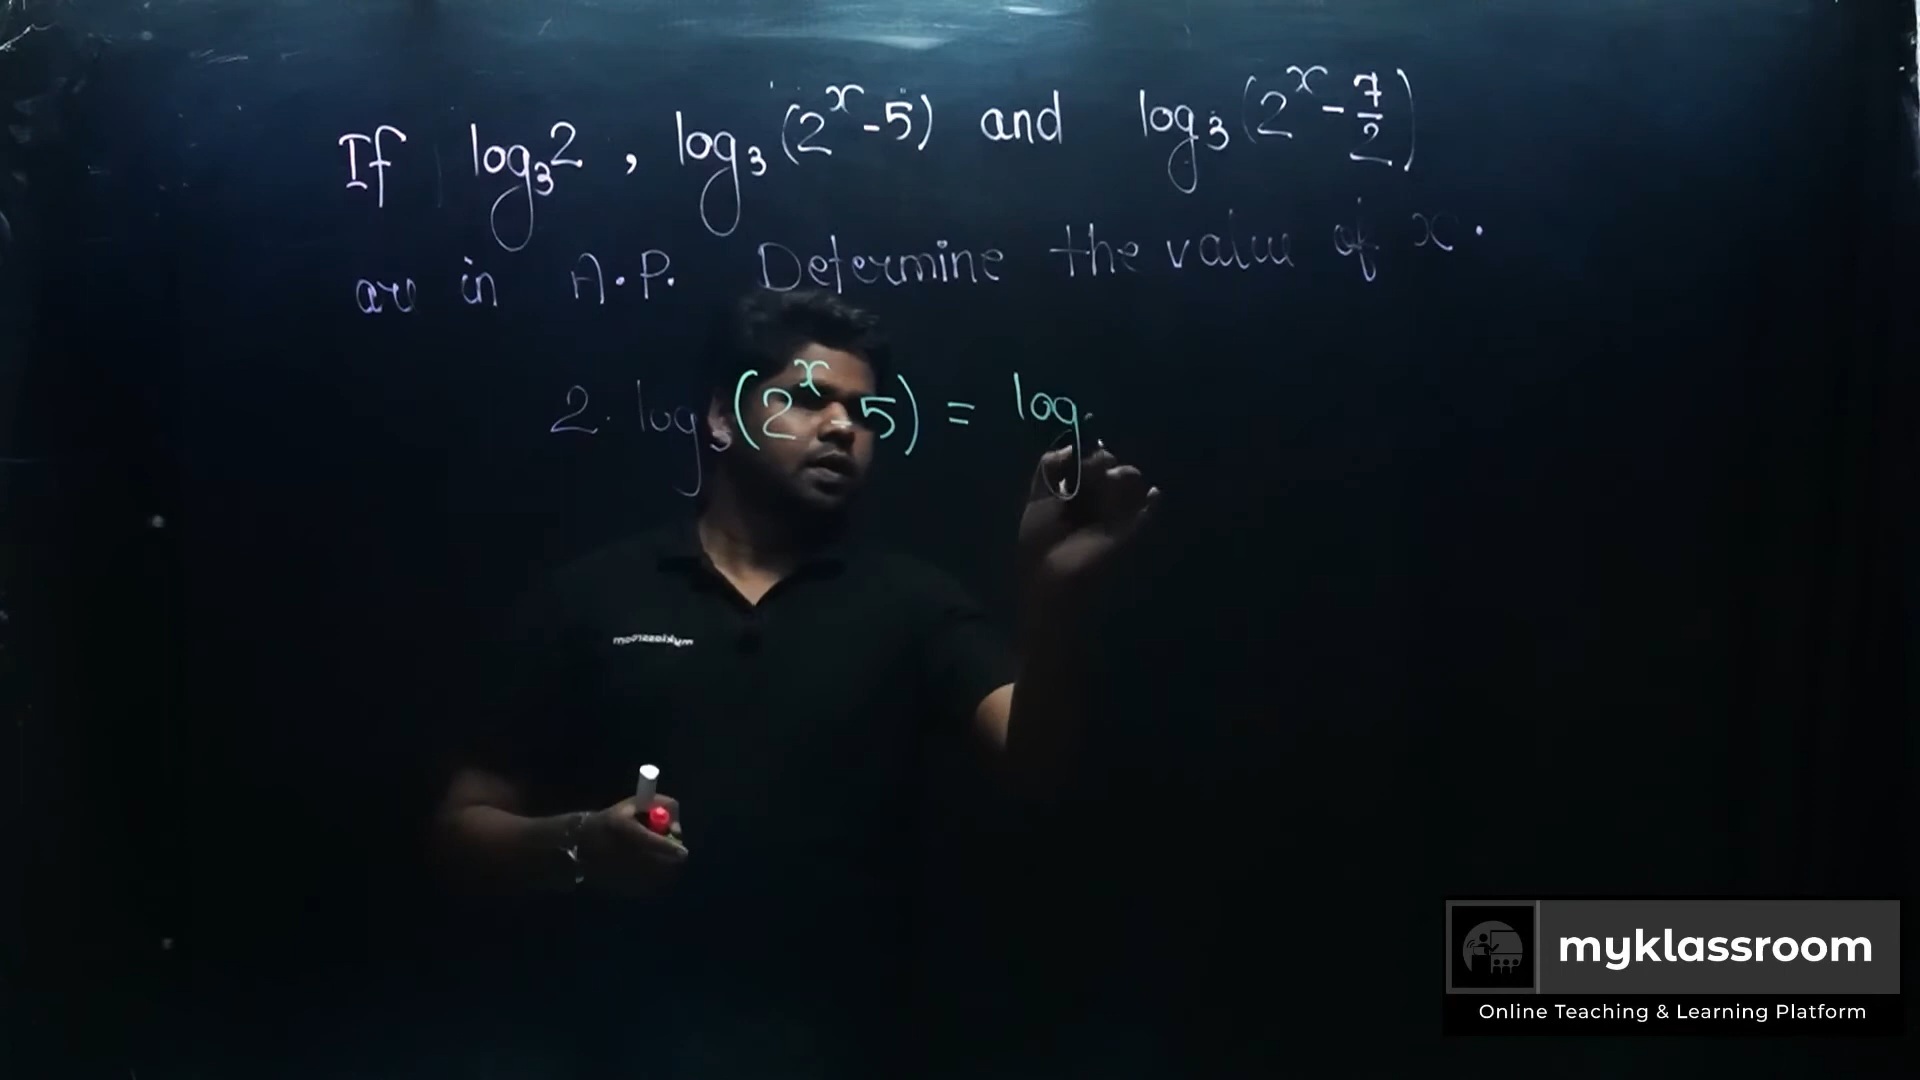 If log₃2 , log₃(2ˣ-5) and log₃(2ˣ-7/2)
are in A.P. Determine the value of x.
2. log₃(2ˣ-5) = log
myklassroom
myklassroom
Online Teaching & Learning Platform